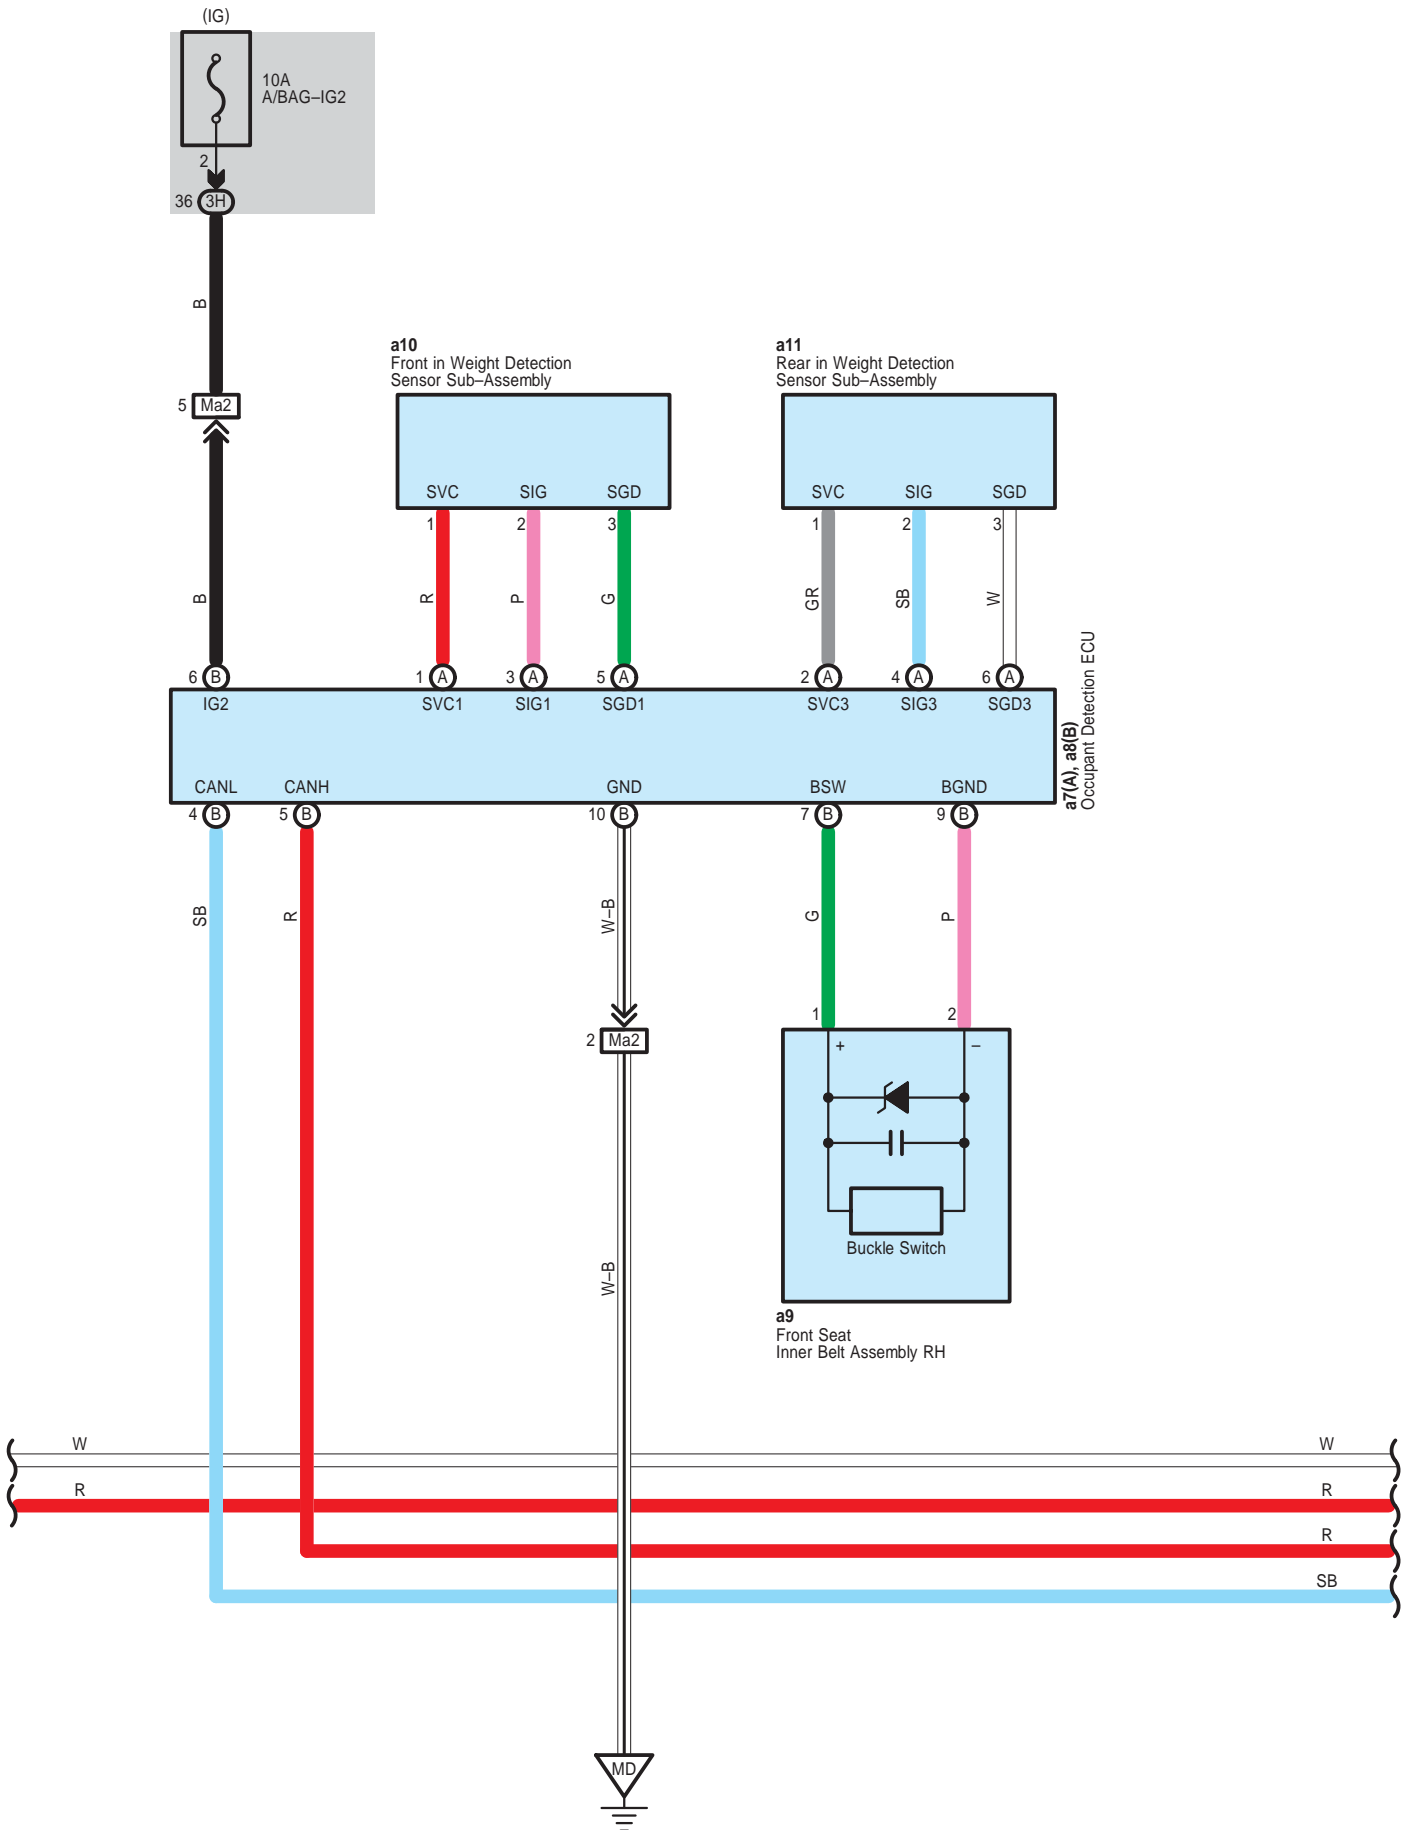 (IG)
10A
A/BAG–IG2
2
36 3H
B
a10
Front in Weight Detection
Sensor Sub–Assembly
a11
Rear in Weight Detection
Sensor Sub–Assembly
5 Ma2
SVC SIG SGD
SVC SIG SGD
1 2 3
1 2 3
B
R
P
G
GR
SB
W
6 B
1 A
3 A
5 A
2 A
4 A
6 A
IG2 SVC1 SIG1 SGD1 SVC3 SIG3 SGD3
a7(A), a8(B)
Occupant Detection ECU
CANL CANH GND BSW BGND
4 B
5 B
10 B
7 B
9 B
SB
R
W–B
G
P
1 2
2 Ma2
+ –
Buckle Switch
W–B
a9
Front Seat
Inner Belt Assembly RH
W W
R R
R
SB
MD